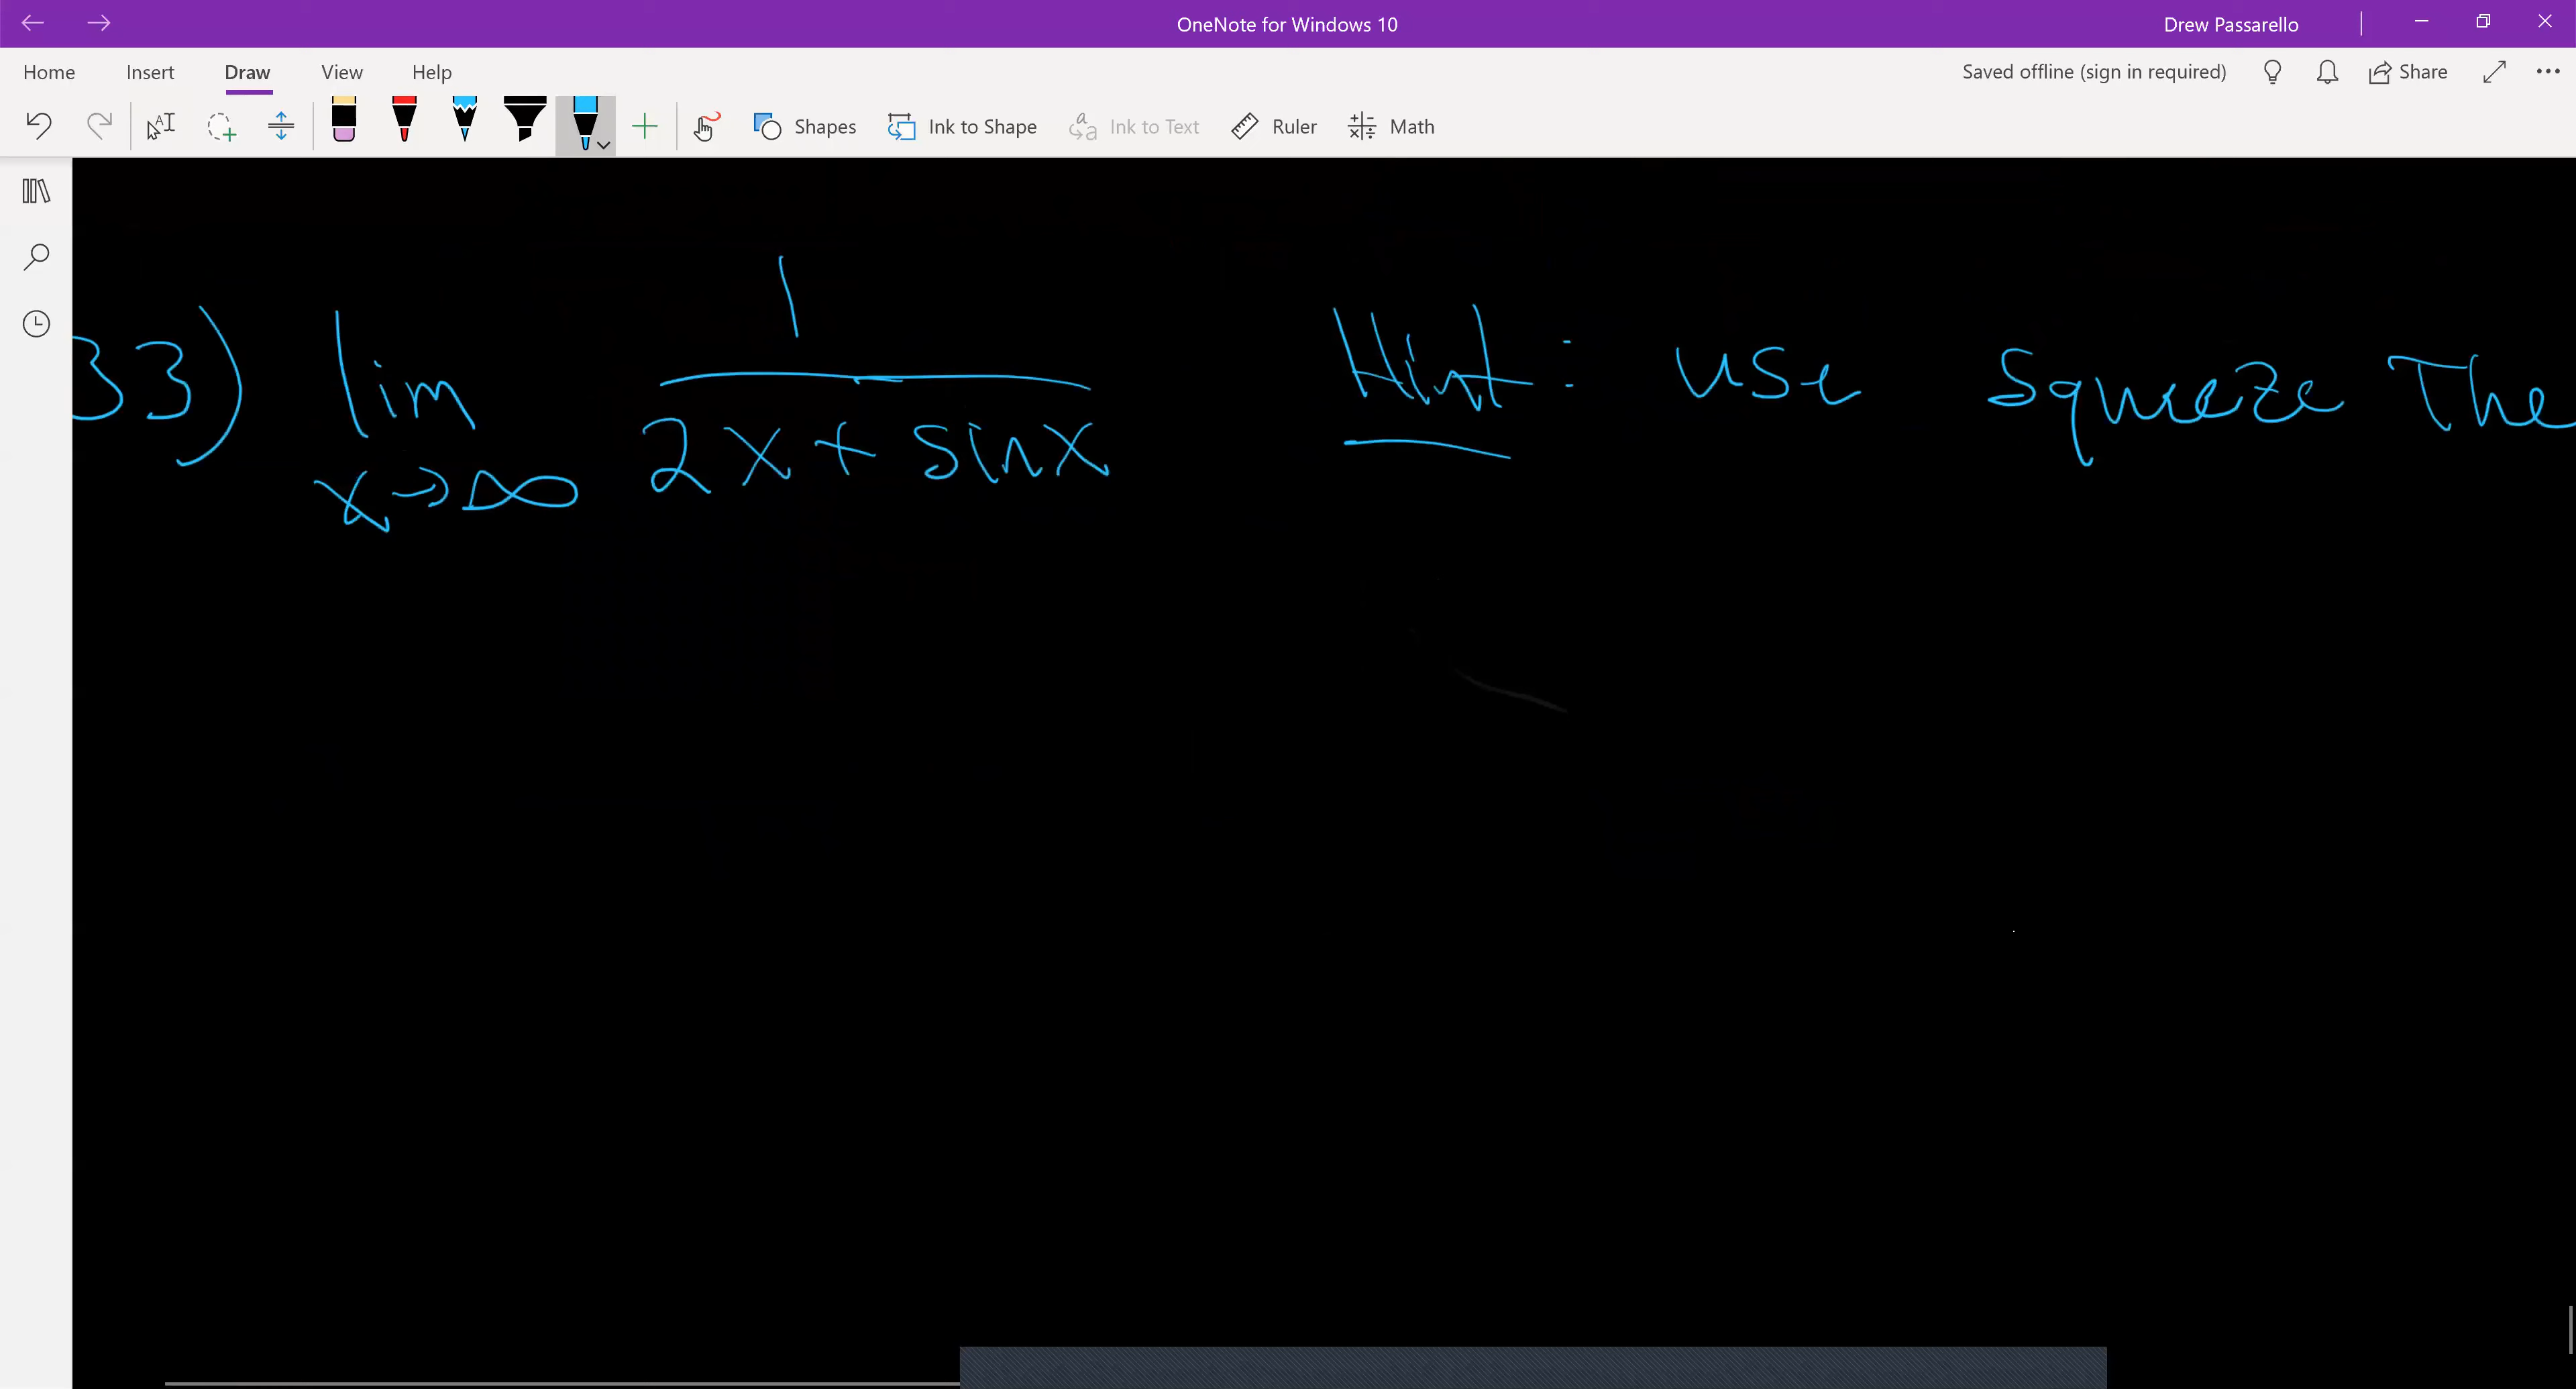 OneNote for Windows 10
Drew Passarello
Home Insert Draw View Help
Saved offline (sign in required) Share
Shapes Ink to Shape Ink to Text Ruler Math
33) lim x→∞ 1 / (2x + sinx) Hint: use Squeeze The